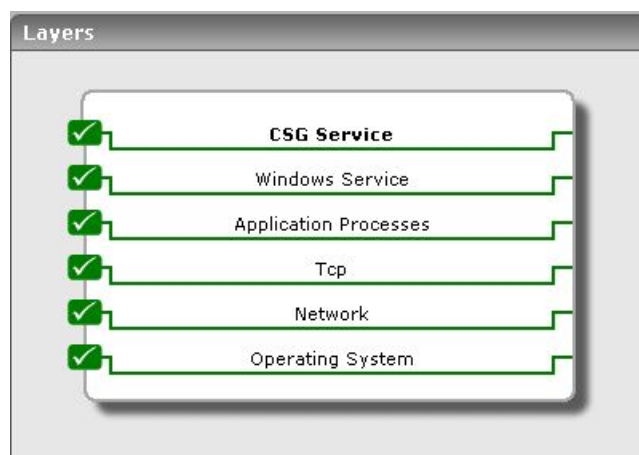 Layers
CSG Service
Windows Service
Application Processes
Tcp
Network
Operating System